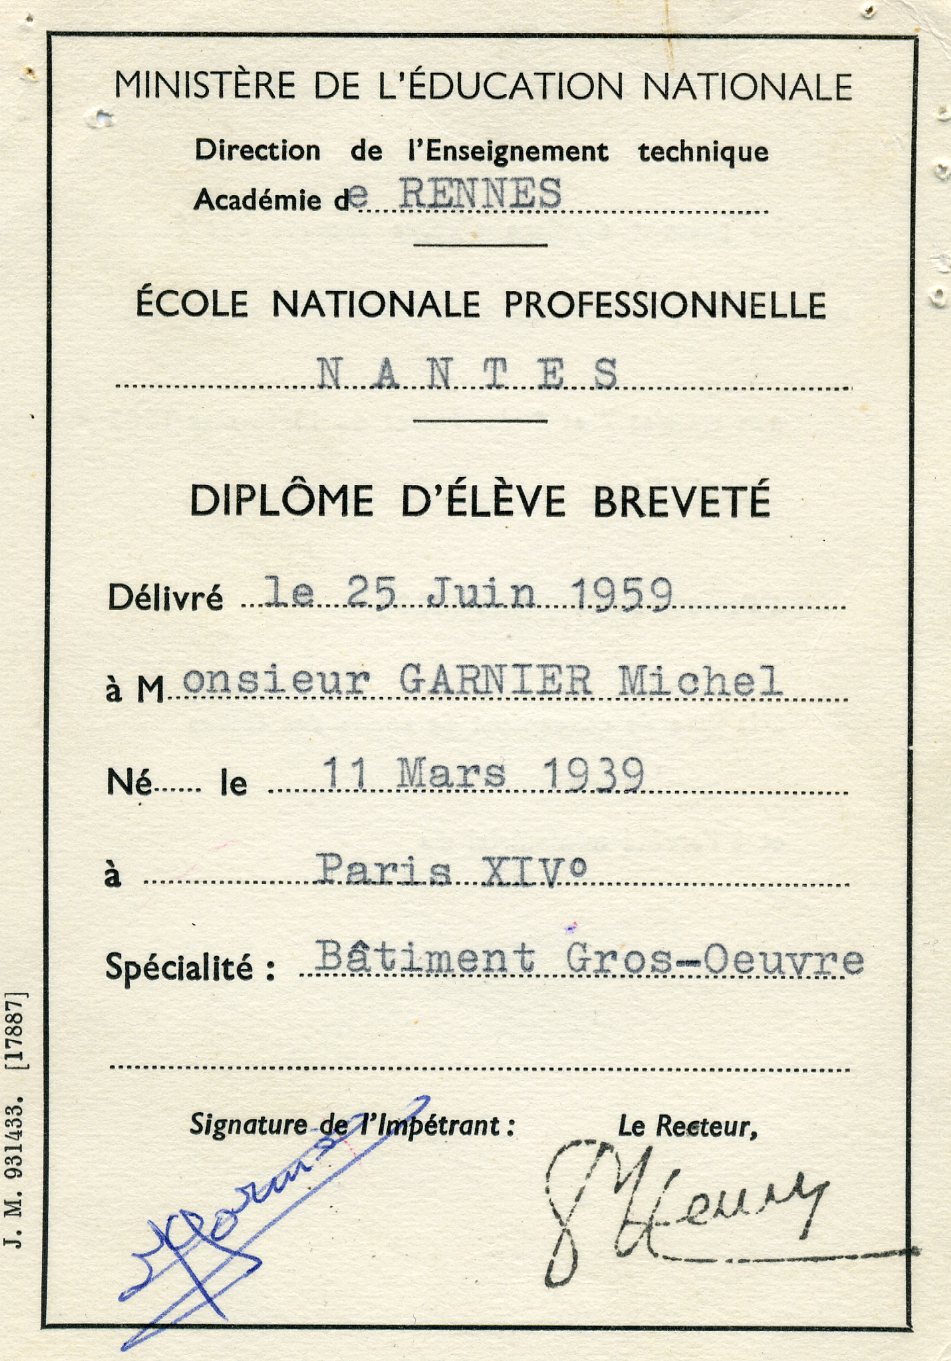 MINISTÈRE DE L'ÉDUCATION NATIONALE
Direction de l'Enseignement technique
Académie de RENNES
ÉCOLE NATIONALE PROFESSIONNELLE
N A N T E S
DIPLÔME D'ÉLÈVE BREVETÉ
Délivré le 25 Juin 1959
à Monsieur GARNIER Michel
Né le 11 Mars 1939
à Paris XIVº
Spécialité : Bâtiment Gros-Oeuvre
Signature de l'Impétrant : Le Recteur,
Henry
J. M. 931433. [17887]